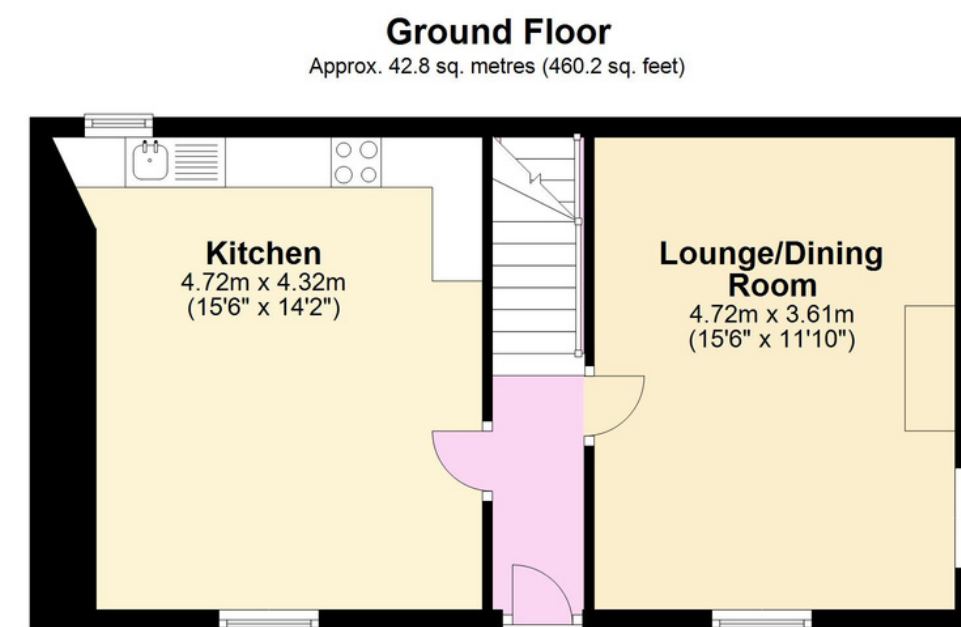 Ground Floor
Approx. 42.8 sq. metres (460.2 sq. feet)
Kitchen
4.72m x 4.32m
(15'6" x 14'2")
Lounge/Dining
Room
4.72m x 3.61m
(15'6" x 11'10")